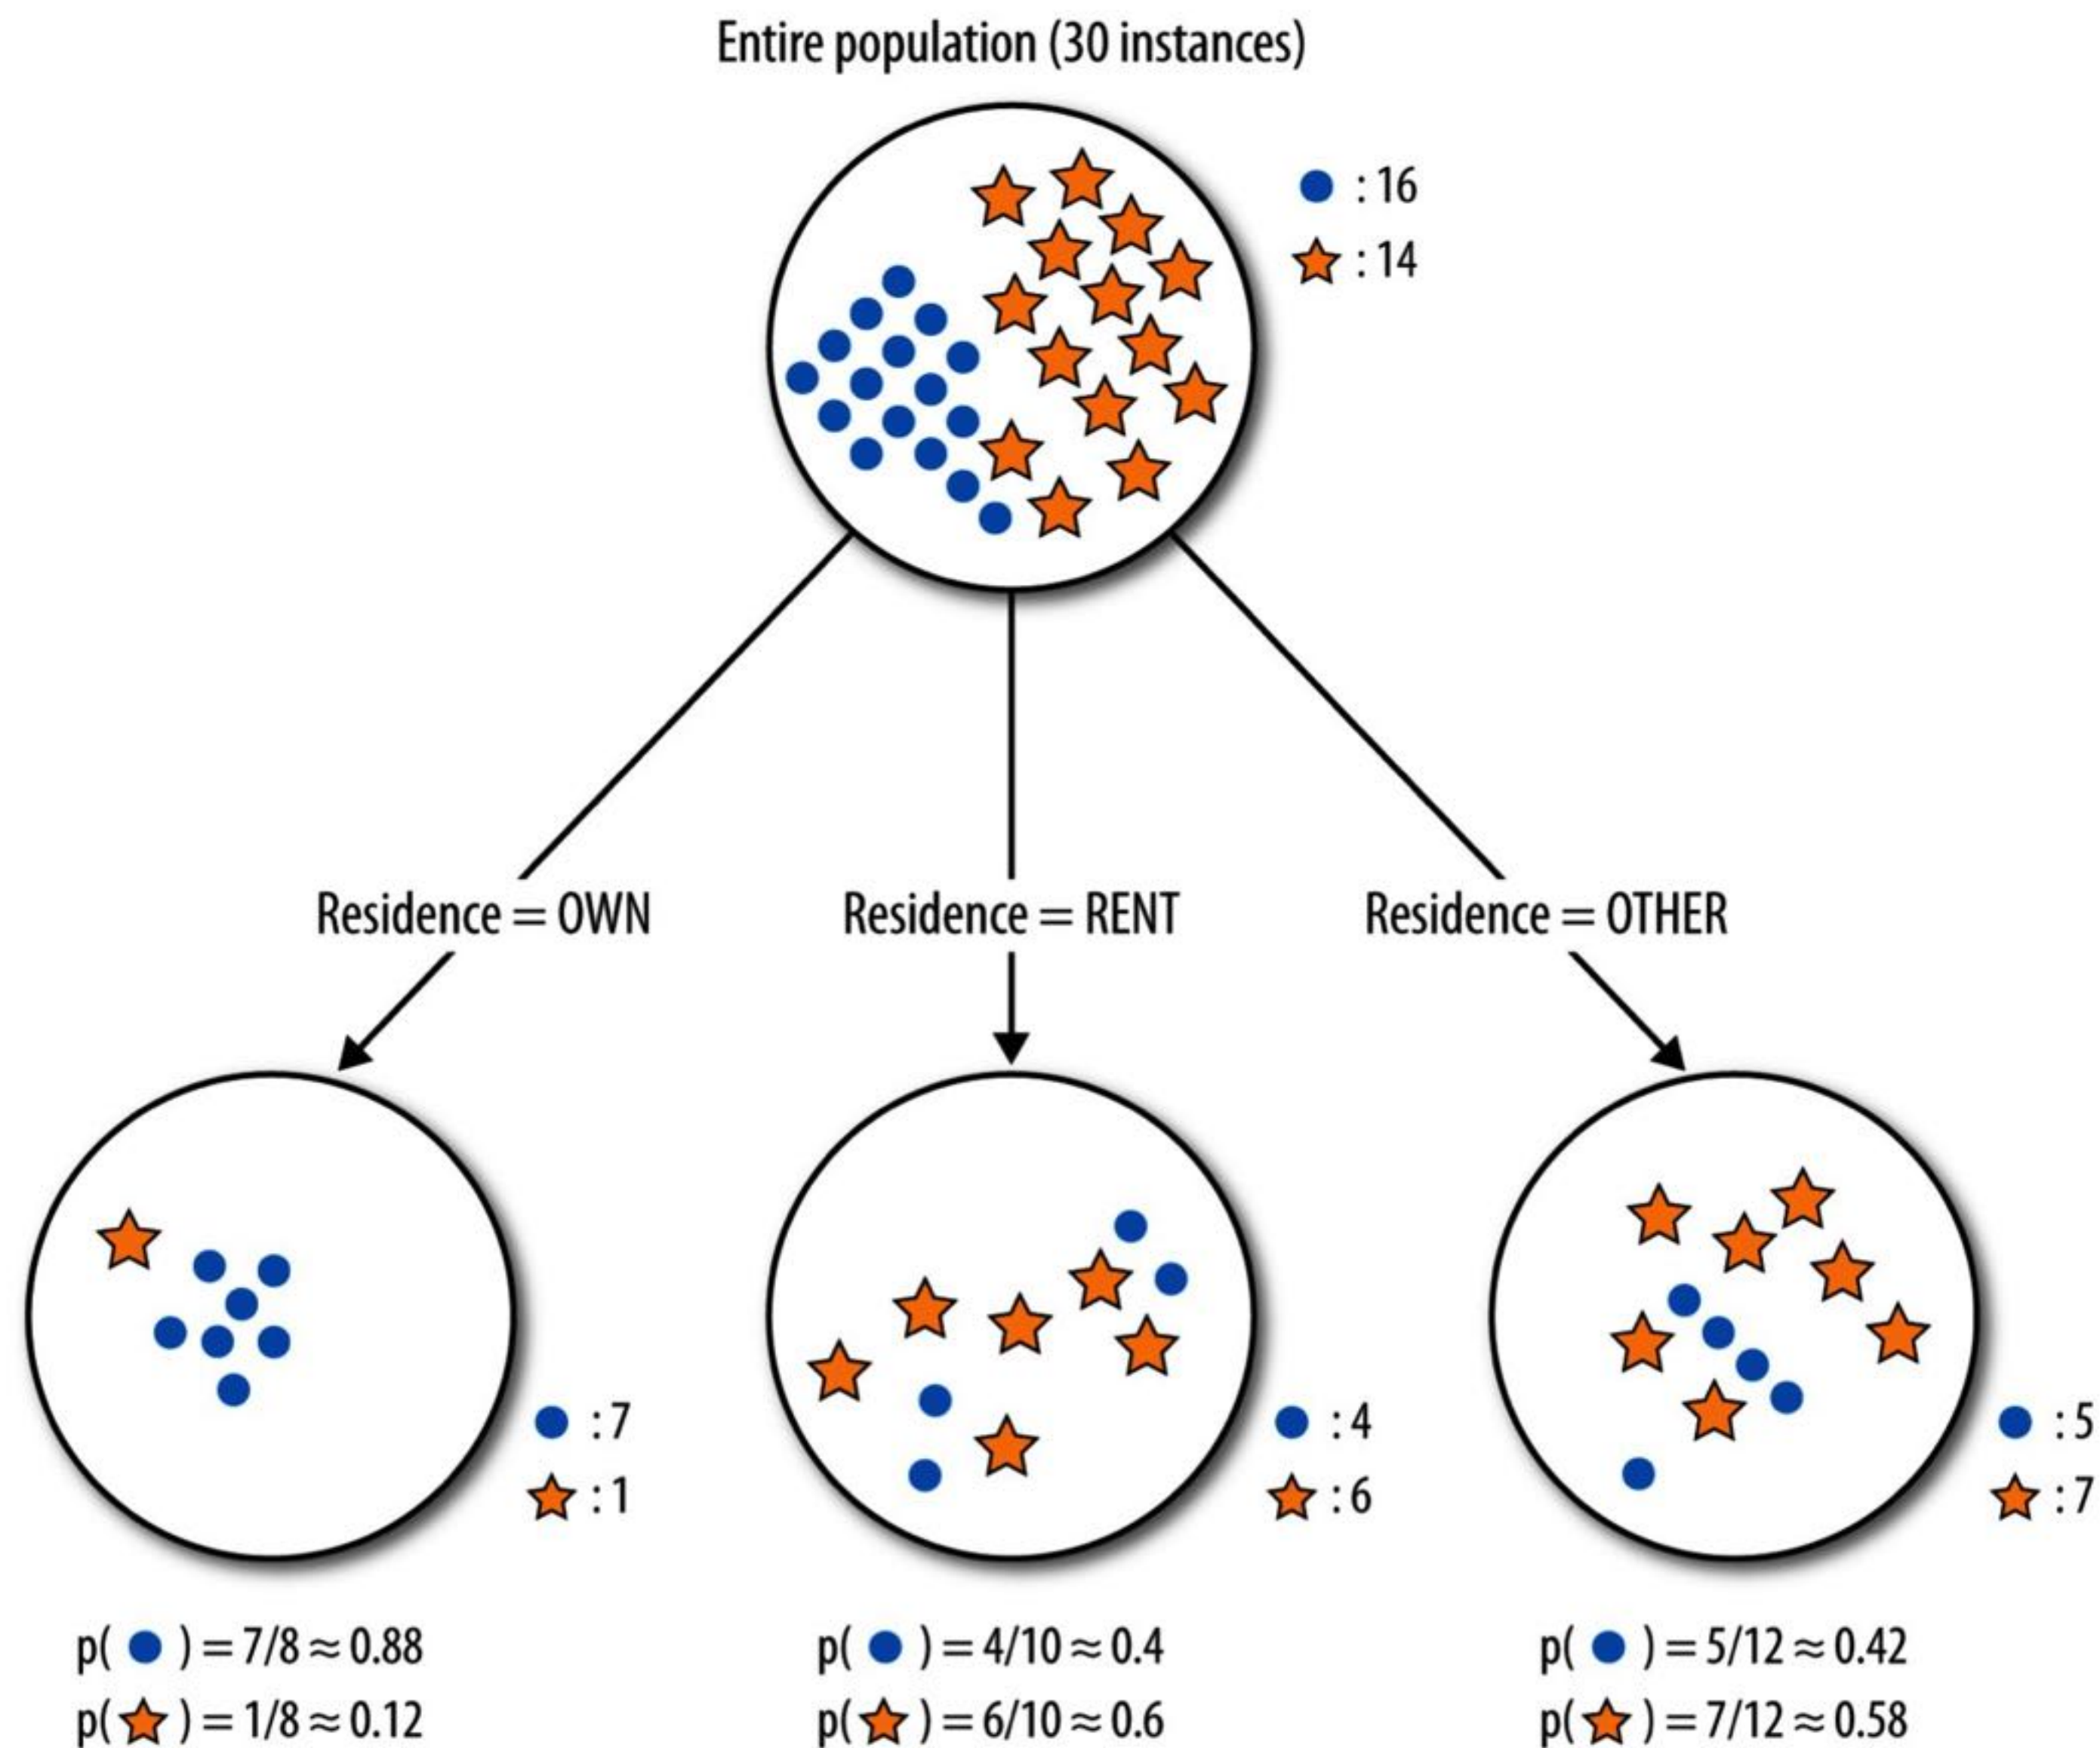 Entire population (30 instances)
: 16
: 14
Residence = OWN
Residence = RENT
Residence = OTHER
: 7
: 1
: 4
: 6
: 5
: 7
p( ) = 7/8 ≈ 0.88
p( ) = 1/8 ≈ 0.12
p( ) = 4/10 ≈ 0.4
p( ) = 6/10 ≈ 0.6
p( ) = 5/12 ≈ 0.42
p( ) = 7/12 ≈ 0.58